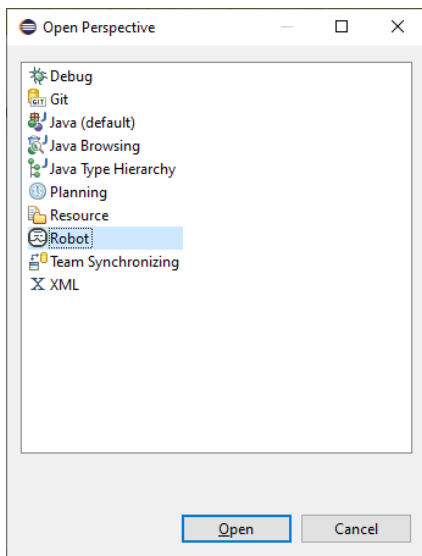 Open Perspective
Debug
Git
Java (default)
Java Browsing
Java Type Hierarchy
Planning
Resource
Robot
Team Synchronizing
XML
Open
Cancel